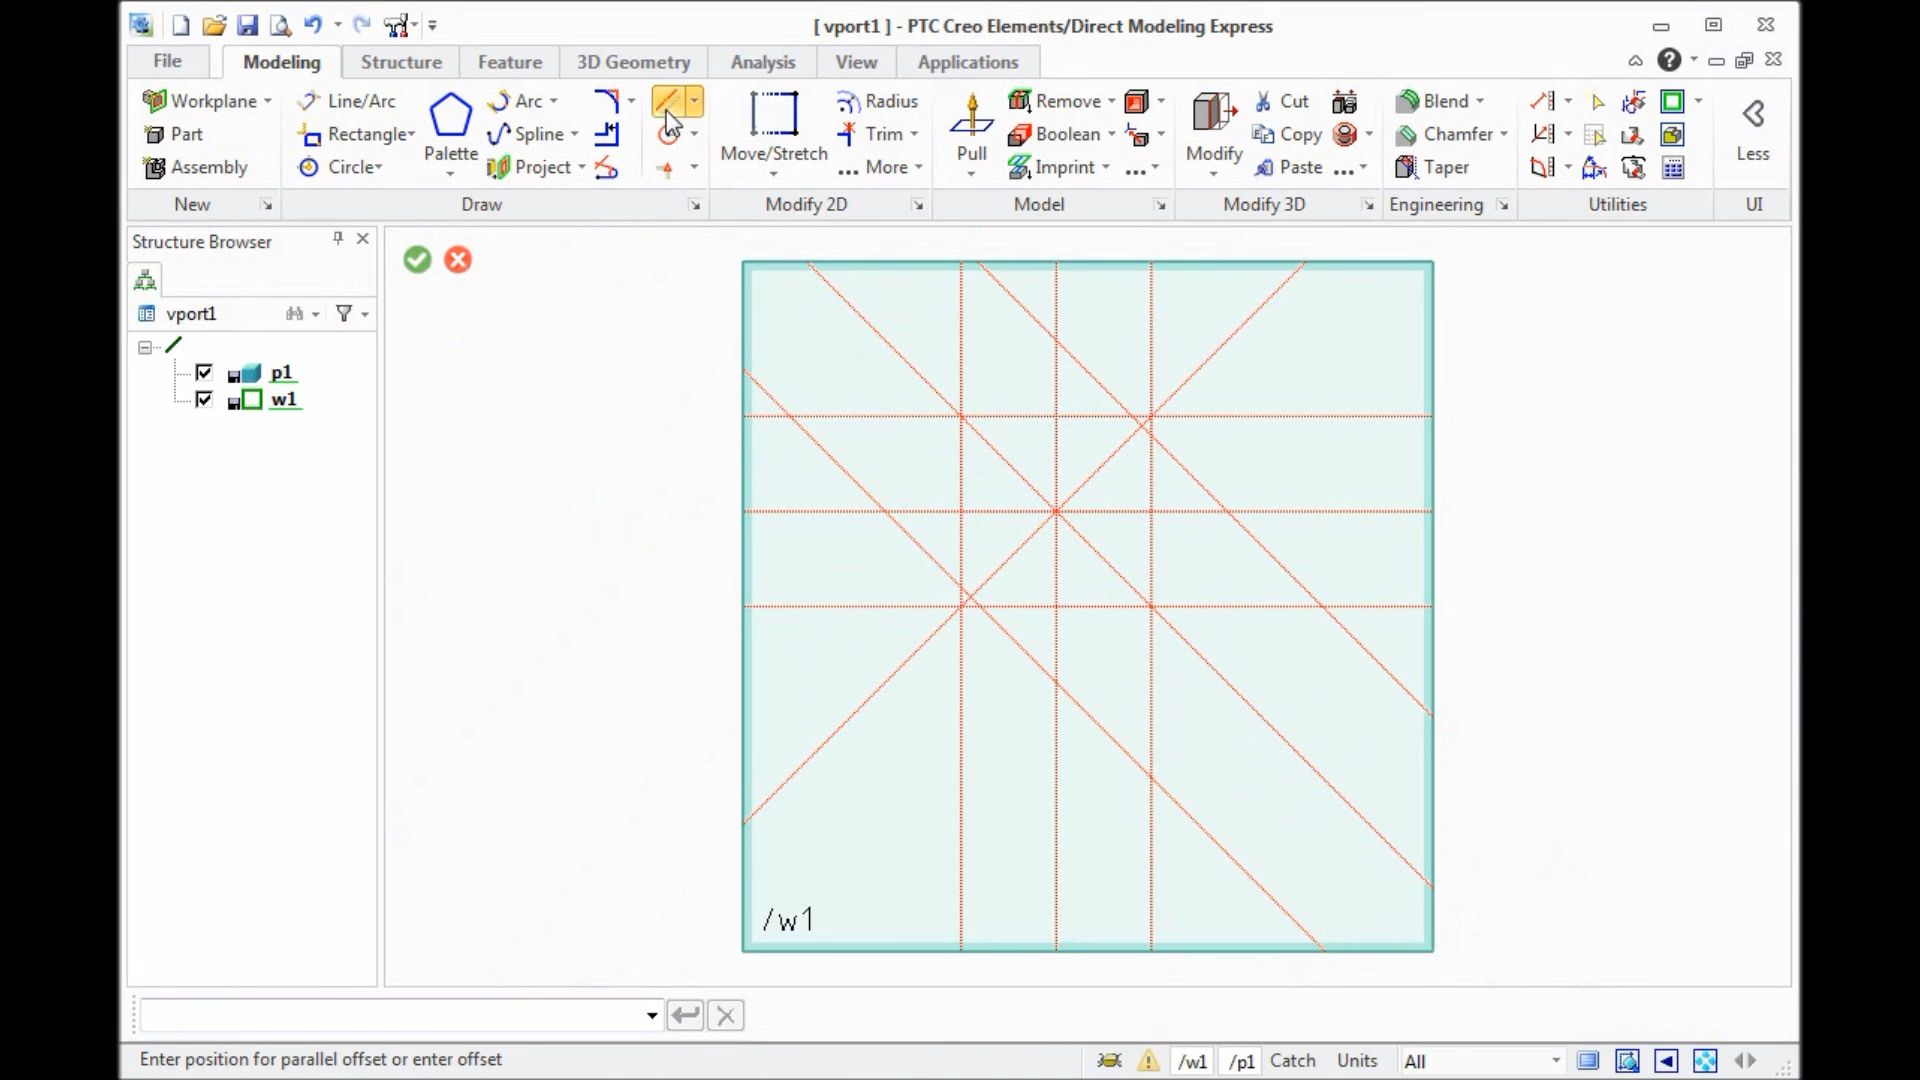 [ vport1 ] - PTC Creo Elements/Direct Modeling Express
File Modeling Structure Feature 3D Geometry Analysis View Applications
Workplane Line/Arc Arc Radius Remove Cut Blend
Part Rectangle Spline Trim Boolean Copy Chamfer
Palette Move/Stretch Pull Modify Less
Assembly Circle Project ... More Imprint ... Paste ... Taper
New Draw Modify 2D Model Modify 3D Engineering Utilities UI
Structure Browser
vport1
p1
w1
/w1
Enter position for parallel offset or enter offset
/w1 /p1 Catch Units All